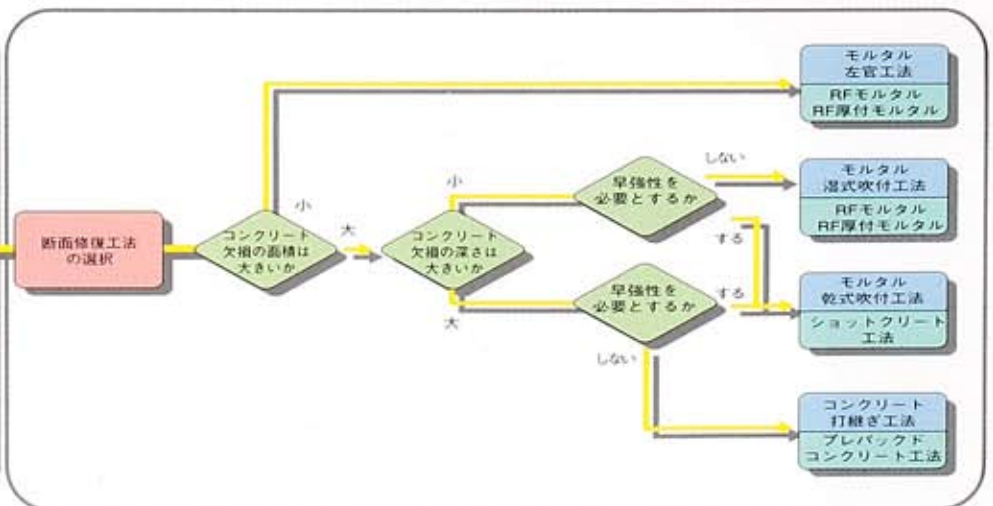 断面修復工法
の選択
コンクリート
欠損の面積は
大きいか
小
大
コンクリート
欠損の深さは
大きいか
小
大
早強性を
必要とするか
しない
する
早強性を
必要とするか
する
しない
モルタル
左官工法
RFモルタル
RF厚付モルタル
モルタル
湿式吹付工法
RFモルタル
RF厚付モルタル
モルタル
乾式吹付工法
ショットクリート
工法
コンクリート
打継ぎ工法
プレパックド
コンクリート工法